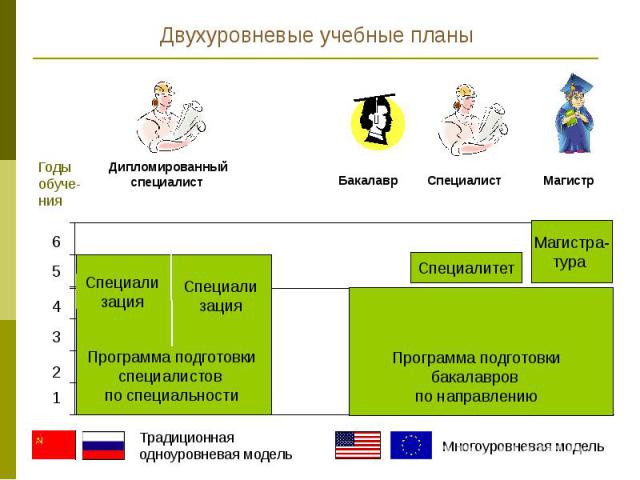 Двухуровневые учебные планы
Годы
обуче-
ния
Дипломированный
специалист
Бакалавр
Специалист
Магистр
6
5
4
3
2
1
Специали
зация
Специали
зация
Программа подготовки
специалистов
по специальности
Специалитет
Магистра-
тура
Программа подготовки
бакалавров
по направлению
Традиционная
одноуровневая модель
Многоуровневая модель